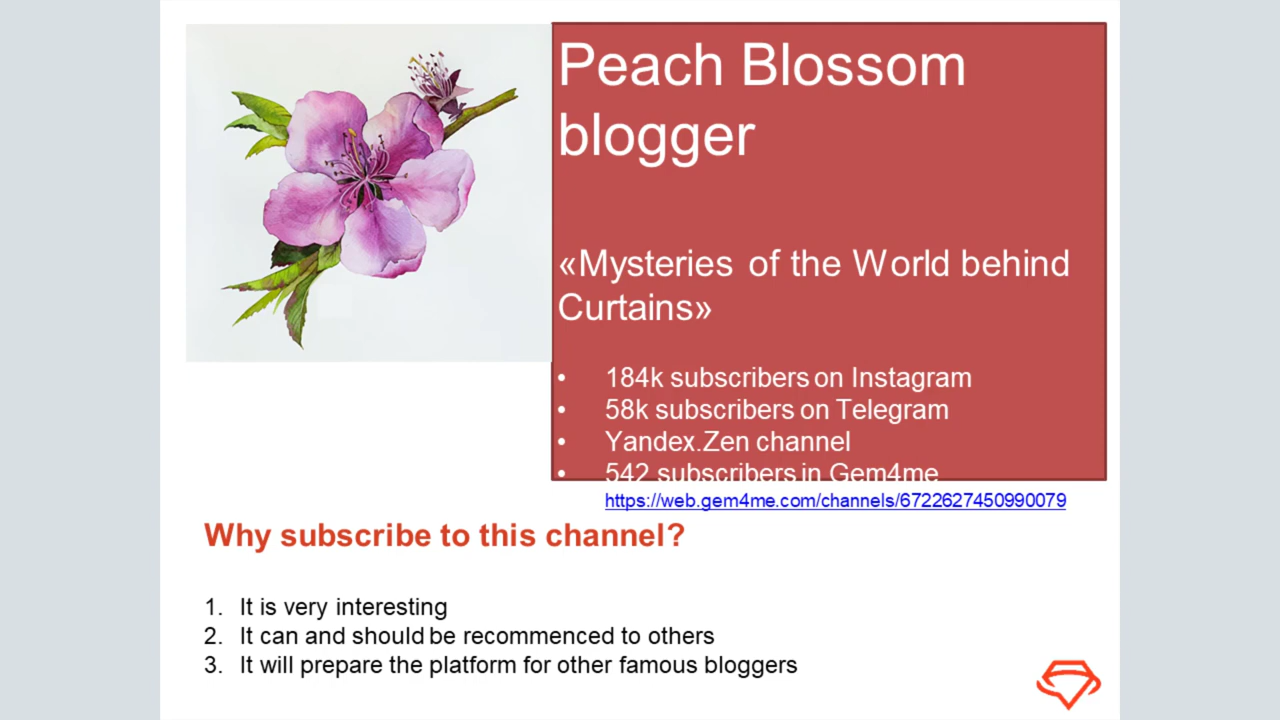 Peach Blossom
blogger
«Mysteries of the World behind
Curtains»
• 184k subscribers on Instagram
• 58k subscribers on Telegram
• Yandex.Zen channel
• 542 subscribers in Gem4me
https://web.gem4me.com/channels/6722627450990079
Why subscribe to this channel?
1. It is very interesting
2. It can and should be recommenced to others
3. It will prepare the platform for other famous bloggers